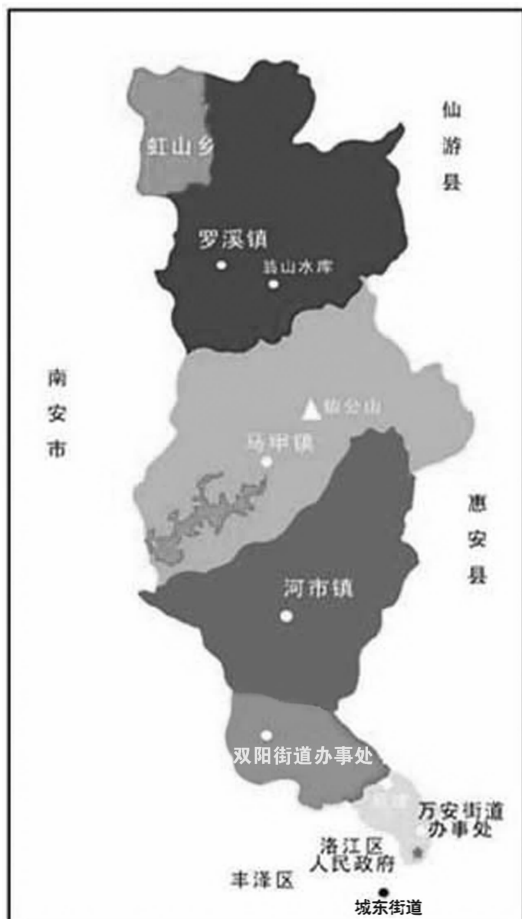 仙游县
虹山乡
罗溪镇
翁山水库
南安市
仙公山
马甲镇
惠安县
河市镇
双阳街道办事处
万安街道
办事处
洛江区
人民政府
丰泽区
城东街道